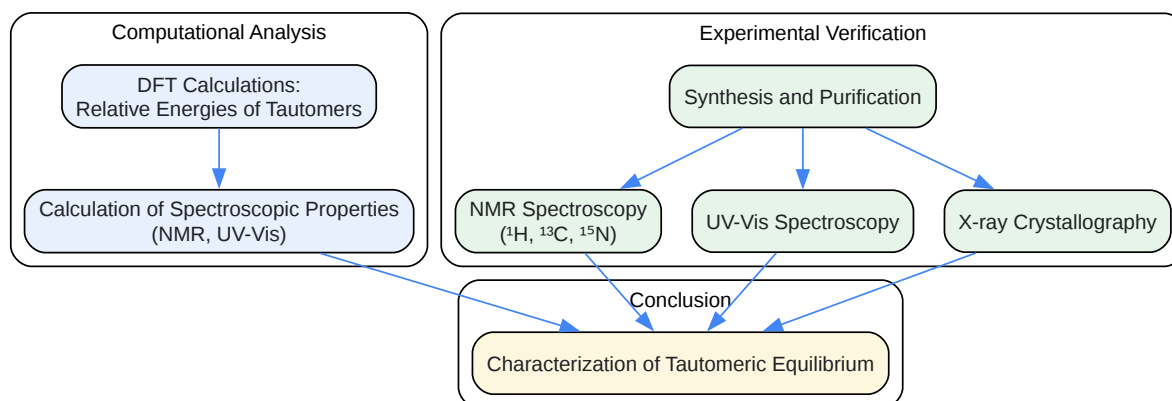 Computational Analysis
DFT Calculations:
Relative Energies of Tautomers
Calculation of Spectroscopic Properties
(NMR, UV-Vis)
Experimental Verification
Synthesis and Purification
NMR Spectroscopy
(¹H, ¹³C, ¹⁵N)
UV-Vis Spectroscopy
X-ray Crystallography
Conclusion
Characterization of Tautomeric Equilibrium